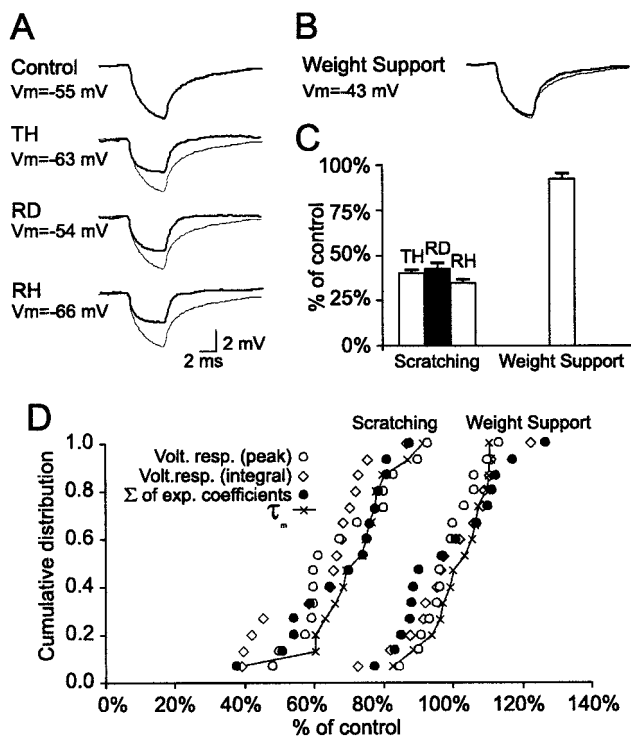 A
Control
Vm=-55 mV
TH
Vm=-63 mV
RD
Vm=-54 mV
RH
Vm=-66 mV
2 mV
2 ms
B
Weight Support
Vm=-43 mV
C
100%
75%
50%
25%
0%
% of control
TH
RD
RH
Scratching
Weight Support
D
Scratching
Weight Support
Volt. resp. (peak)
Volt.resp. (integral)
Σ of exp. coefficients
τm
1.0
0.8
0.6
0.4
0.2
0.0
Cumulative distribution
0%
20%
40%
60%
80%
100%
120%
140%
% of control